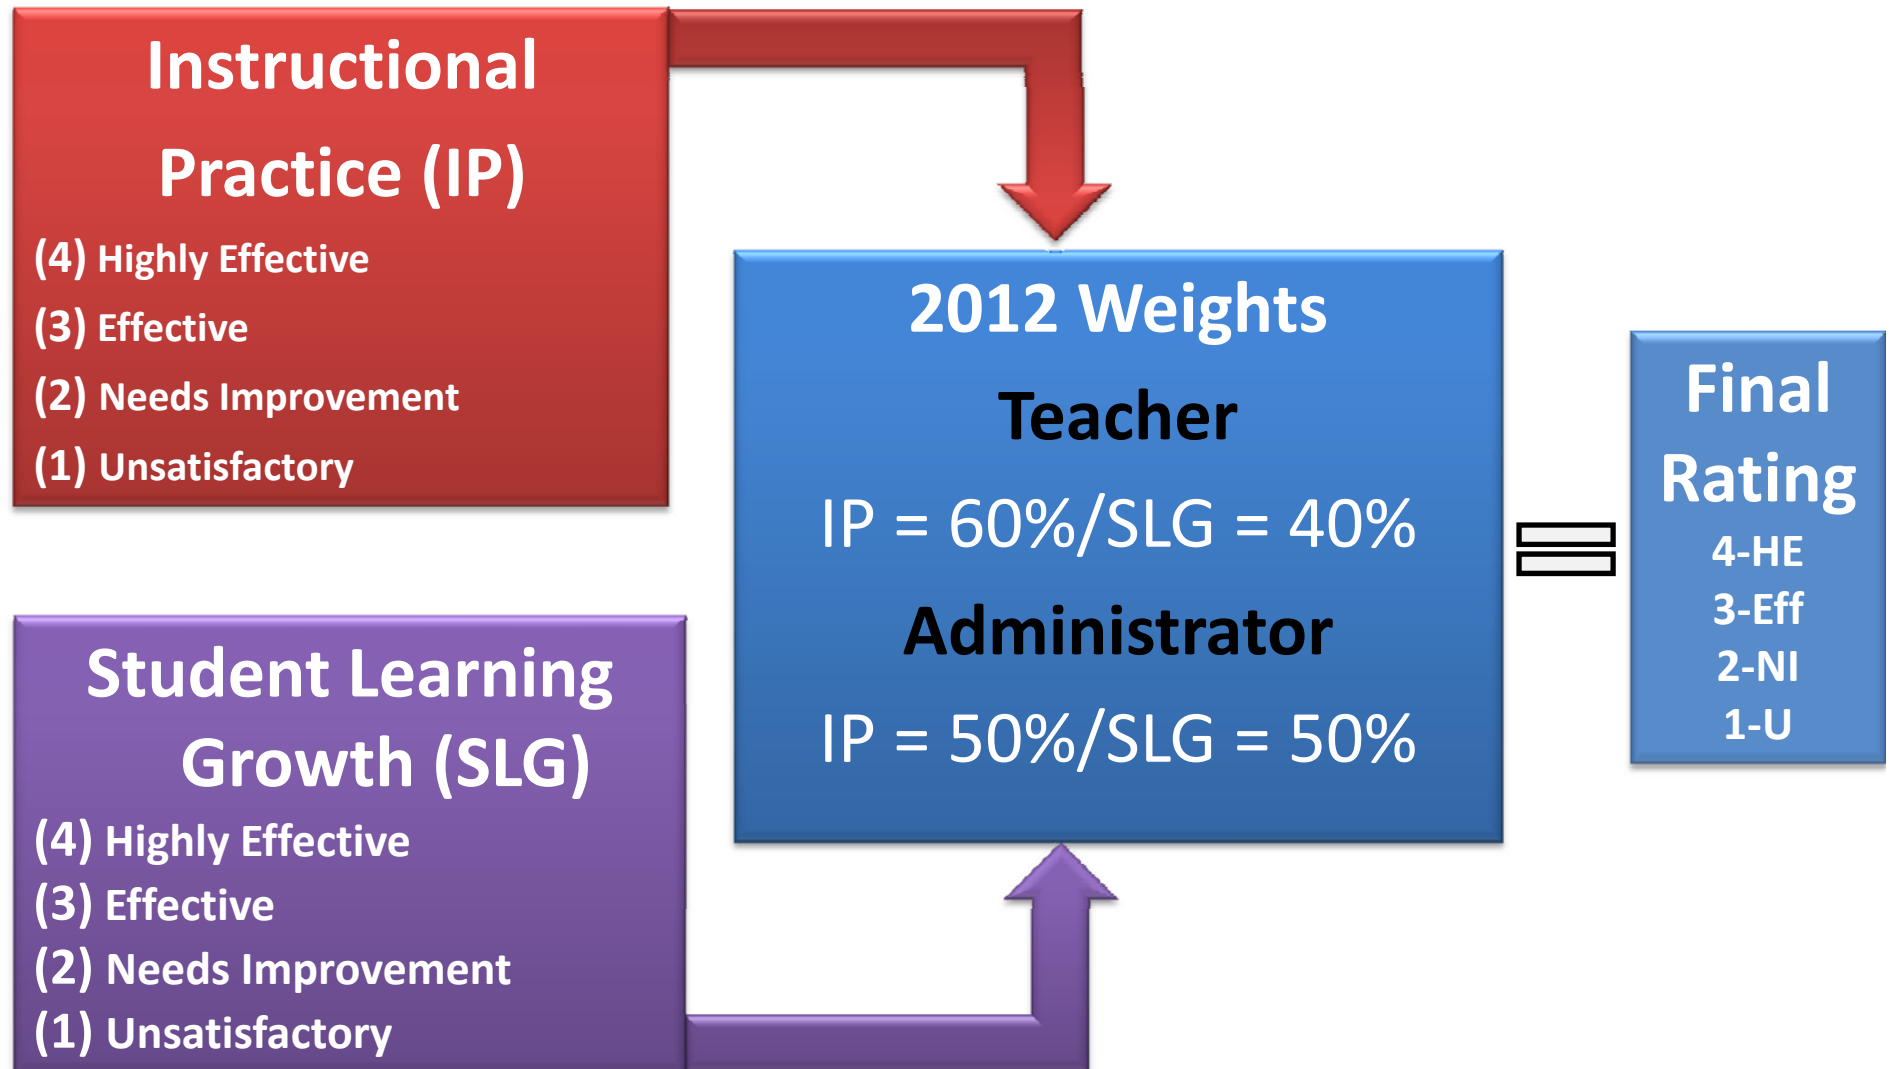 Instructional
Practice (IP)
(4) Highly Effective
(3) Effective
(2) Needs Improvement
(1) Unsatisfactory
Student Learning
Growth (SLG)
(4) Highly Effective
(3) Effective
(2) Needs Improvement
(1) Unsatisfactory
2012 Weights
Teacher
IP = 60%/SLG = 40%
Administrator
IP = 50%/SLG = 50%
Final
Rating
4-HE
3-Eff
2-NI
1-U